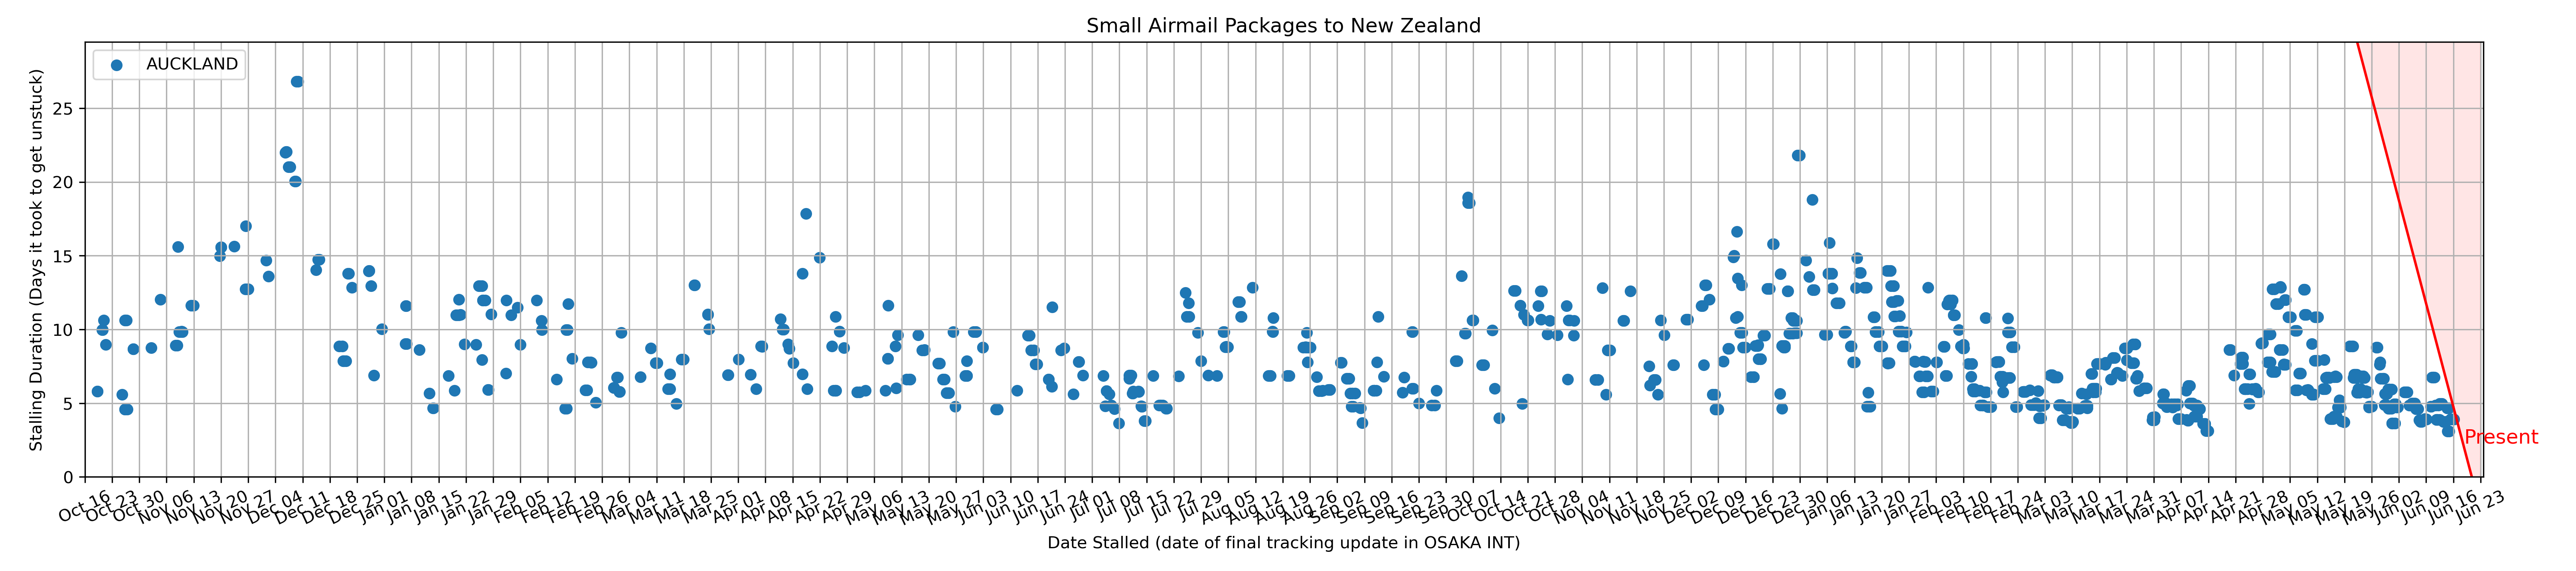 Small Airmail Packages to New Zealand
AUCKLAND
Stalling Duration (Days it took to get unstuck)
25
20
15
10
5
0
Present
Oct 16
Oct 23
Oct 30
Nov 06
Nov 13
Nov 20
Nov 27
Dec 04
Dec 11
Dec 18
Dec 25
Jan 01
Jan 08
Jan 15
Jan 22
Jan 29
Feb 05
Feb 12
Feb 19
Feb 26
Mar 04
Mar 11
Mar 18
Mar 25
Apr 01
Apr 08
Apr 15
Apr 22
Apr 29
May 06
May 13
May 20
May 27
Jun 03
Jun 10
Jun 17
Jun 24
Jul 01
Jul 08
Jul 15
Jul 22
Jul 29
Aug 05
Aug 12
Aug 19
Aug 26
Sep 02
Sep 09
Sep 16
Sep 23
Sep 30
Oct 07
Oct 14
Oct 21
Oct 28
Nov 04
Nov 11
Nov 18
Nov 25
Dec 02
Dec 09
Dec 16
Dec 23
Dec 30
Jan 06
Jan 13
Jan 20
Jan 27
Feb 03
Feb 10
Feb 17
Feb 24
Mar 03
Mar 10
Mar 17
Mar 24
Mar 31
Apr 07
Apr 14
Apr 21
Apr 28
May 05
May 12
May 19
May 26
Jun 02
Jun 09
Jun 16
Jun 23
Date Stalled (date of final tracking update in OSAKA INT)